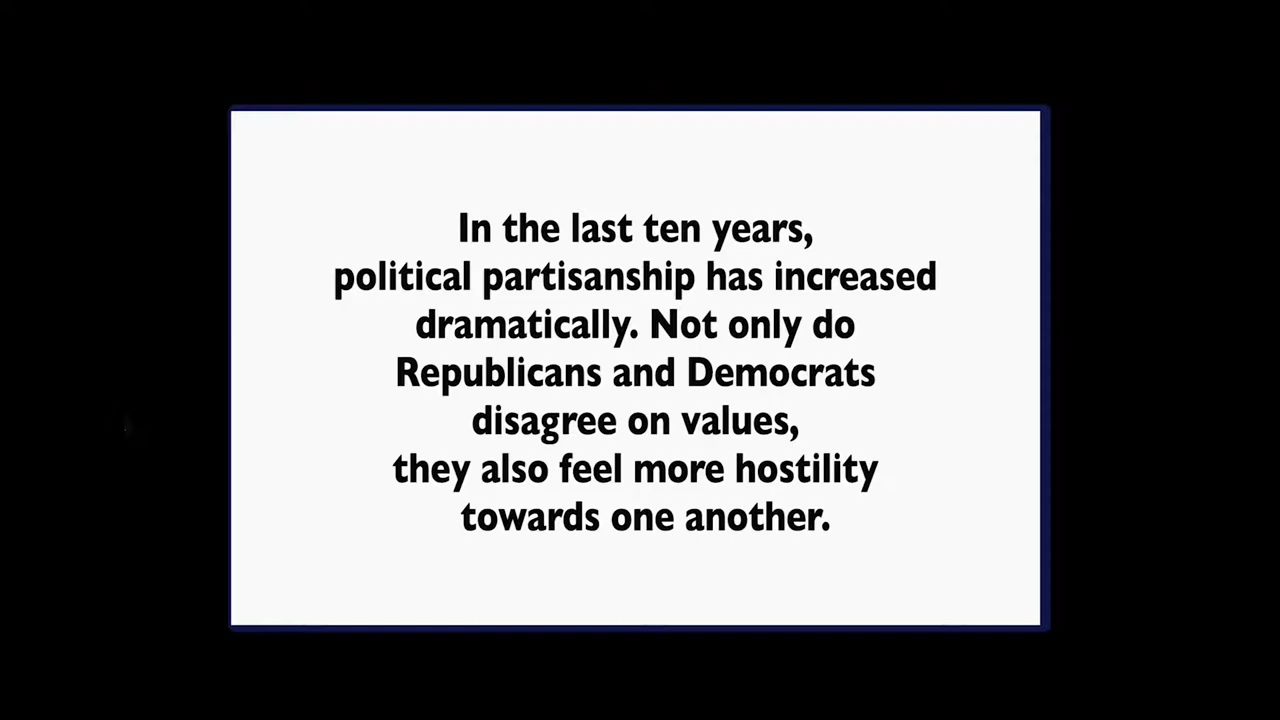 In the last ten years,
political partisanship has increased
dramatically. Not only do
Republicans and Democrats
disagree on values,
they also feel more hostility
towards one another.